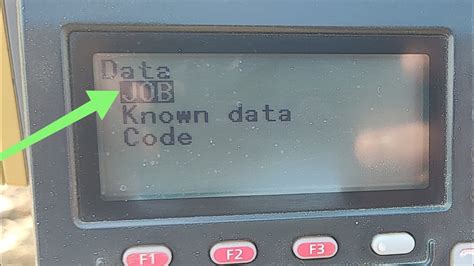 Data
JOB
Known data
Code
F1 F2 F3